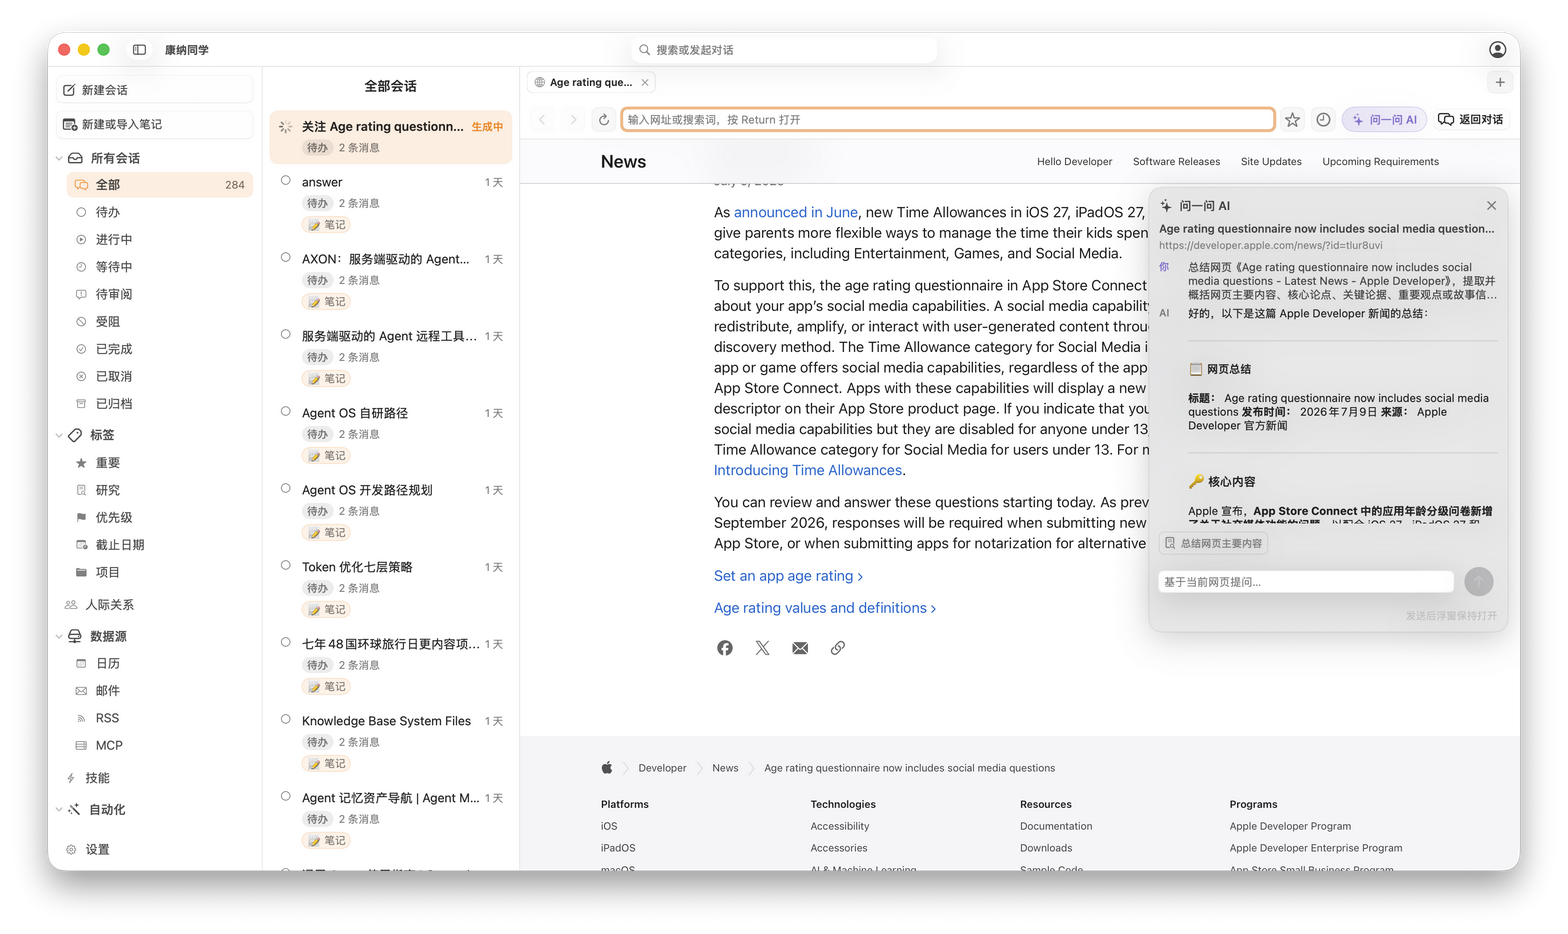 康纳同学
搜索或发起对话
新建会话
新建或导入笔记
所有会话
全部 284
待办
进行中
等待中
待审阅
受阻
已完成
已取消
已归档
标签
重要
研究
优先级
截止日期
项目
人际关系
数据源
日历
邮件
RSS
MCP
技能
自动化
设置
全部会话
关注 Age rating questionn... 生成中
待办 2 条消息
answer 1 天
待办 2 条消息
笔记
AXON：服务端驱动的 Agent... 1 天
待办 2 条消息
笔记
服务端驱动的 Agent 远程工具... 1 天
待办 2 条消息
笔记
Agent OS 自研路径 1 天
待办 2 条消息
笔记
Agent OS 开发路径规划 1 天
待办 2 条消息
笔记
Token 优化七层策略 1 天
待办 2 条消息
笔记
七年 48 国环球旅行日更内容项... 1 天
待办 2 条消息
笔记
Knowledge Base System Files 1 天
待办 2 条消息
笔记
Agent 记忆资产导航 | Agent M... 1 天
待办 2 条消息
笔记
Age rating que...
输入网址或搜索词，按 Return 打开
问一问 AI
返回对话
News
Hello Developer Software Releases Site Updates Upcoming Requirements
As announced in June, new Time Allowances in iOS 27, iPadOS 27,
give parents more flexible ways to manage the time their kids spen
categories, including Entertainment, Games, and Social Media.
To support this, the age rating questionnaire in App Store Connect
about your app's social media capabilities. A social media capability
redistribute, amplify, or interact with user-generated content throu
discovery method. The Time Allowance category for Social Media i
app or game offers social media capabilities, regardless of the app
App Store Connect. Apps with these capabilities will display a new
descriptor on their App Store product page. If you indicate that you
social media capabilities but they are disabled for anyone under 13,
Time Allowance category for Social Media for users under 13. For m
Introducing Time Allowances.
You can review and answer these questions starting today. As prev
September 2026, responses will be required when submitting new
App Store, or when submitting apps for notarization for alternative
Set an app age rating >
Age rating values and definitions >
问一问 AI
Age rating questionnaire now includes social media question...
https://developer.apple.com/news/?id=tlur8uvi
你 总结网页《Age rating questionnaire now includes social
media questions - Latest News - Apple Developer》，提取并
概括网页主要内容、核心论点、关键论据、重要观点或故事信...
AI 好的，以下是这篇 Apple Developer 新闻的总结：
网页总结
标题： Age rating questionnaire now includes social media
questions 发布时间： 2026 年 7 月 9 日 来源： Apple
Developer 官方新闻
核心内容
Apple 宣布，App Store Connect 中的应用年龄分级问卷新增
总结网页主要内容
基于当前网页提问...
发送后浮窗保持打开
Developer News Age rating questionnaire now includes social media questions
Platforms Technologies Resources Programs
iOS Accessibility Documentation Apple Developer Program
iPadOS Accessories Downloads Apple Developer Enterprise Program
macOS AI & Machine Learning Sample Code App Store Small Business Program